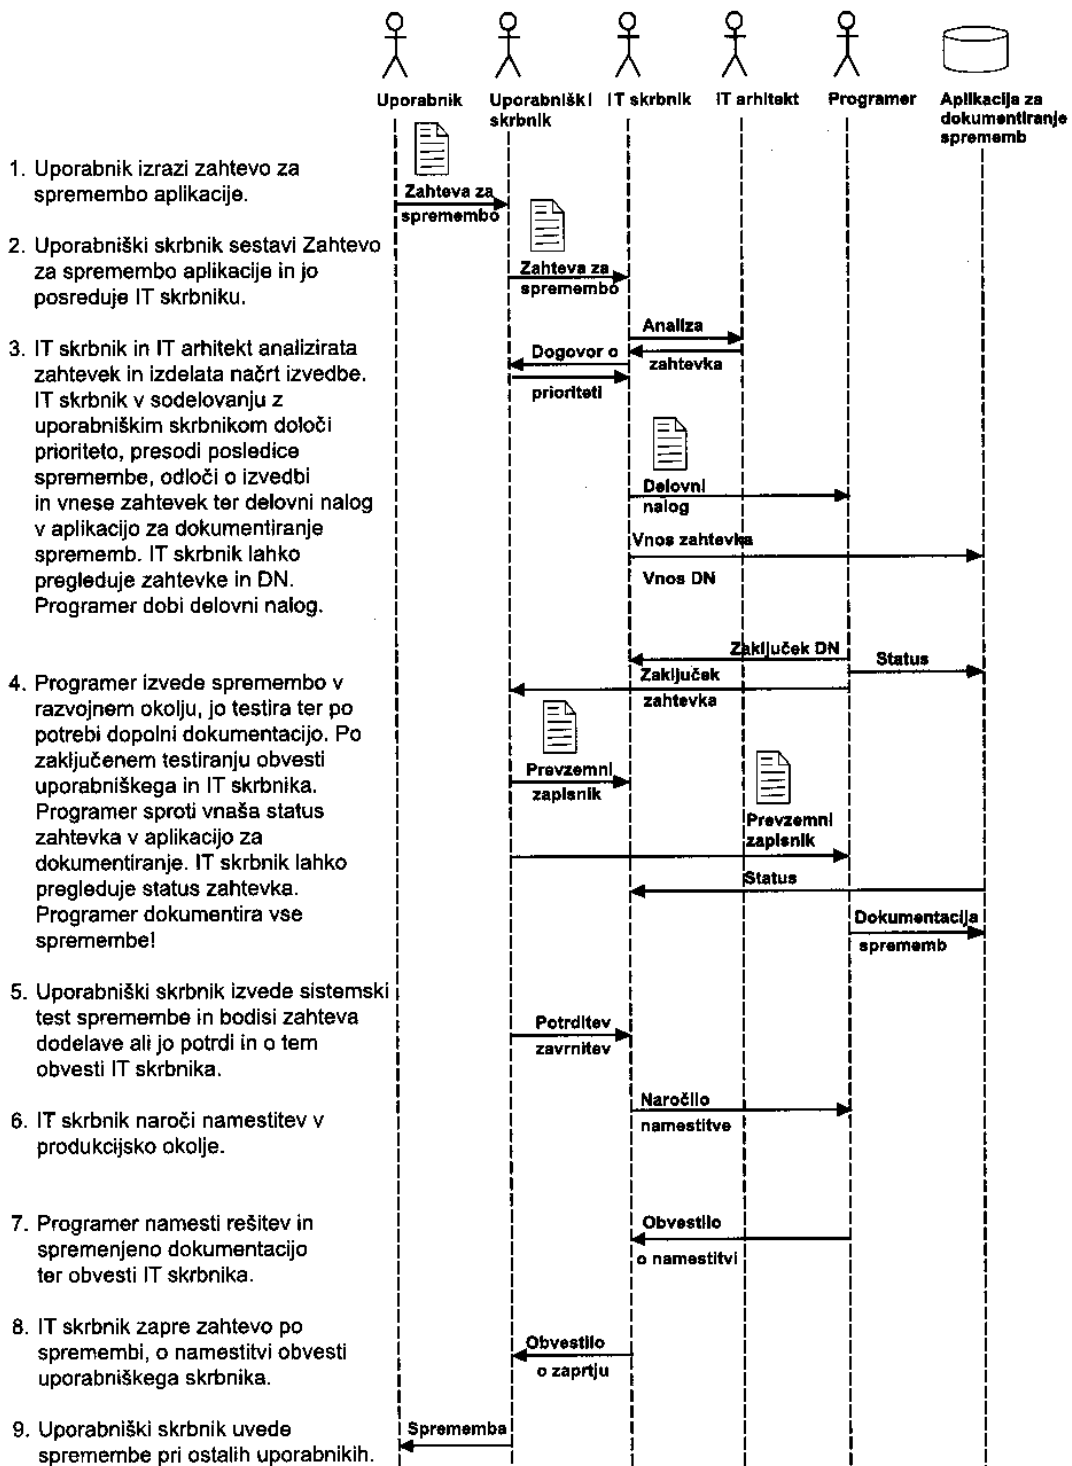 Uporabnik
Uporabniški
skrbnik
IT skrbnik
IT arhitekt
Programer
Aplikacija za
dokumentiranje
sprememb
1. Uporabnik izrazi zahtevo za
spremembo aplikacije.
Zahteva za
spremembo
2. Uporabniški skrbnik sestavi Zahtevo
za spremembo aplikacije in jo
posreduje IT skrbniku.
Zahteva za
spremembo
3. IT skrbnik in IT arhitekt analizirata
zahtevek in izdelata načrt izvedbe.
IT skrbnik v sodelovanju z
uporabniškim skrbnikom določi
prioriteto, presodi posledice
spremembe, odloči o izvedbi
in vnese zahtevek ter delovni nalog
v aplikacijo za dokumentiranje
sprememb. IT skrbnik lahko
pregleduje zahtevke in DN.
Programer dobi delovni nalog.
Analiza
zahtevka
Dogovor o
prioriteti
Delovni
nalog
Vnos zahtevka
Vnos DN
Zaključek DN
Status
Zaključek
zahtevka
4. Programer izvede spremembo v
razvojnem okolju, jo testira ter po
potrebi dopolni dokumentacijo. Po
zaključenem testiranju obvesti
uporabniškega in IT skrbnika.
Programer sproti vnaša status
zahtevka v aplikacijo za
dokumentiranje. IT skrbnik lahko
pregleduje status zahtevka.
Programer dokumentira vse
spremembe!
Prevzemni
zapisnik
Prevzemni
zapisnik
Status
Dokumentacija
sprememb
5. Uporabniški skrbnik izvede sistemski
test spremembe in bodisi zahteva
dodelave ali jo potrdi in o tem
obvesti IT skrbnika.
Potrditev
zavrnitev
6. IT skrbnik naroči namestitev v
produkcijsko okolje.
Naročilo
namestitve
7. Programer namesti rešitev in
spremenjeno dokumentacijo
ter obvesti IT skrbnika.
Obvestilo
o namestitvi
8. IT skrbnik zapre zahtevo po
spremembi, o namestitvi obvesti
uporabniškega skrbnika.
Obvestilo
o zaprtju
9. Uporabniški skrbnik uvede
spremembe pri ostalih uporabnikih.
Sprememba